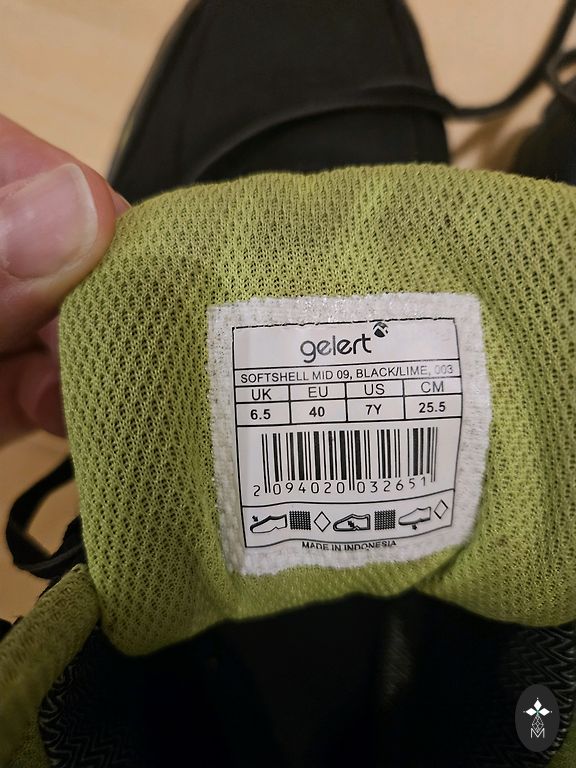 gelert
SOFTSHELL MID 09, BLACK/LIME, 003
UK EU US CM
6.5 40 7Y 25.5
2 094020 032651
MADE IN INDONESIA
M